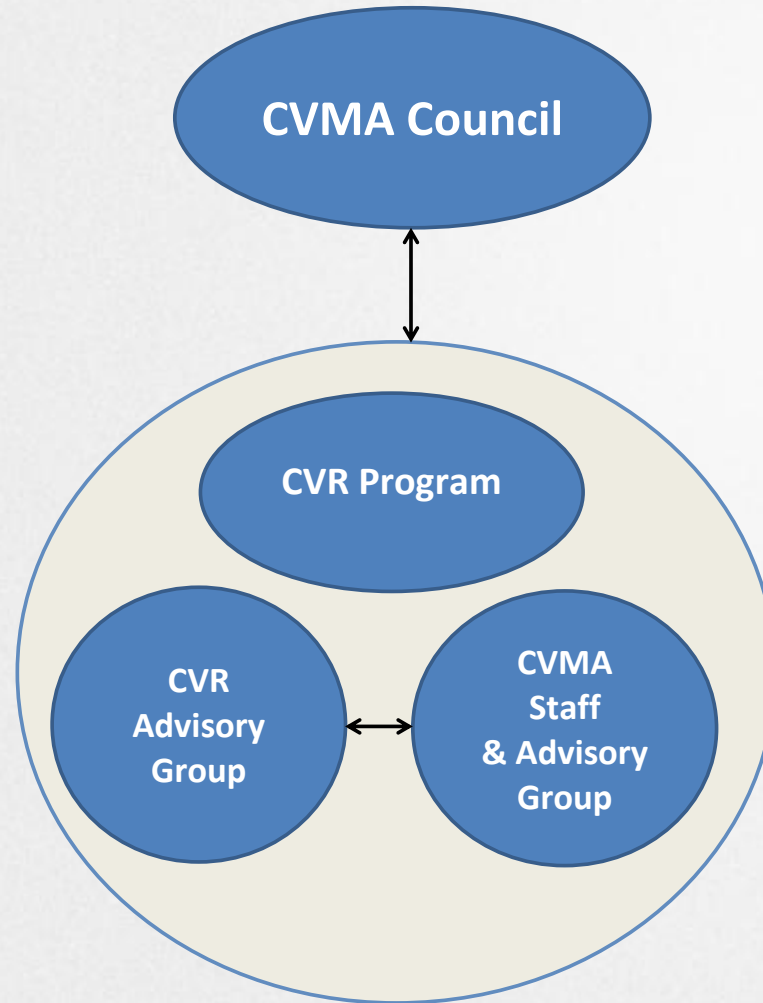 CVMA Council
CVR Program
CVR
Advisory
Group
CVMA
Staff
& Advisory
Group